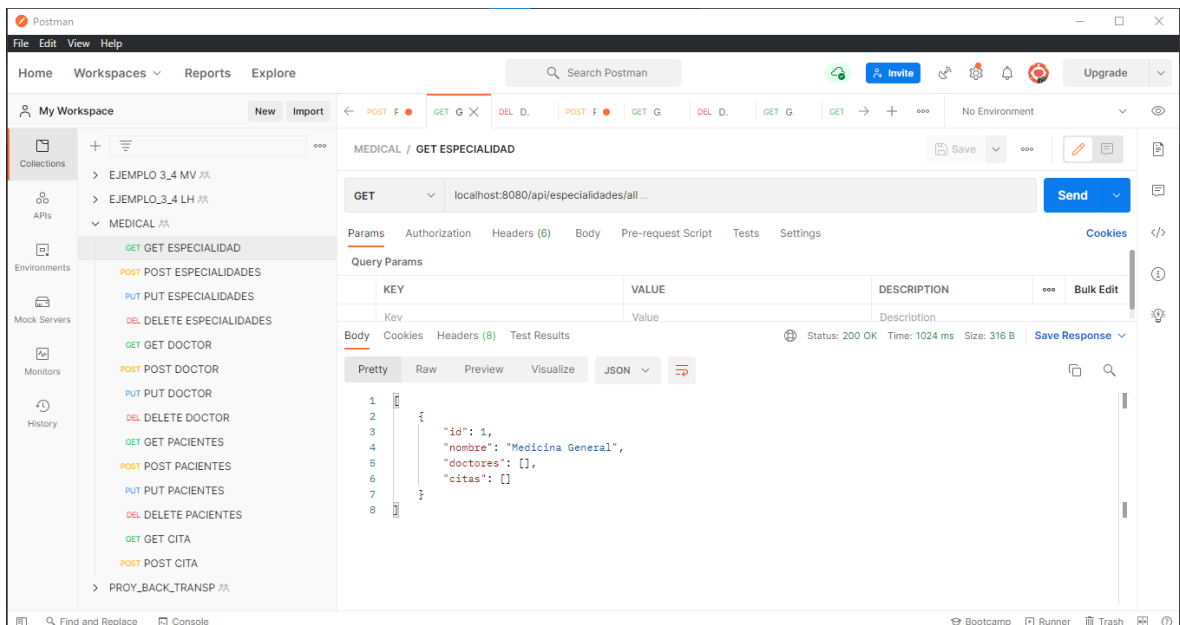 Postman
File Edit View Help
Home Workspaces Reports Explore Search Postman Invite Upgrade
My Workspace New Import POST F GET G DEL D. POST F GET G DEL D. GET G GET No Environment
Collections
APIs
Environments
Mock Servers
Monitors
History
EJEMPLO 3_4 MV
EJEMPLO_3_4 LH
MEDICAL
GET GET ESPECIALIDAD
POST POST ESPECIALIDADES
PUT PUT ESPECIALIDADES
DEL DELETE ESPECIALIDADES
GET GET DOCTOR
POST POST DOCTOR
PUT PUT DOCTOR
DEL DELETE DOCTOR
GET GET PACIENTES
POST POST PACIENTES
PUT PUT PACIENTES
DEL DELETE PACIENTES
GET GET CITA
POST POST CITA
PROY_BACK_TRANSP
MEDICAL / GET ESPECIALIDAD Save
GET localhost:8080/api/especialidades/all... Send
Params Authorization Headers (6) Body Pre-request Script Tests Settings Cookies
Query Params
KEY VALUE DESCRIPTION Bulk Edit
Key Value Description
Body Cookies Headers (8) Test Results Status: 200 OK Time: 1024 ms Size: 316 B Save Response
Pretty Raw Preview Visualize JSON
1 [
2 {
3 "id": 1,
4 "nombre": "Medicina General",
5 "doctores": [],
6 "citas": []
7 }
8 ]
Find and Replace Console Bootcamp Runner Trash